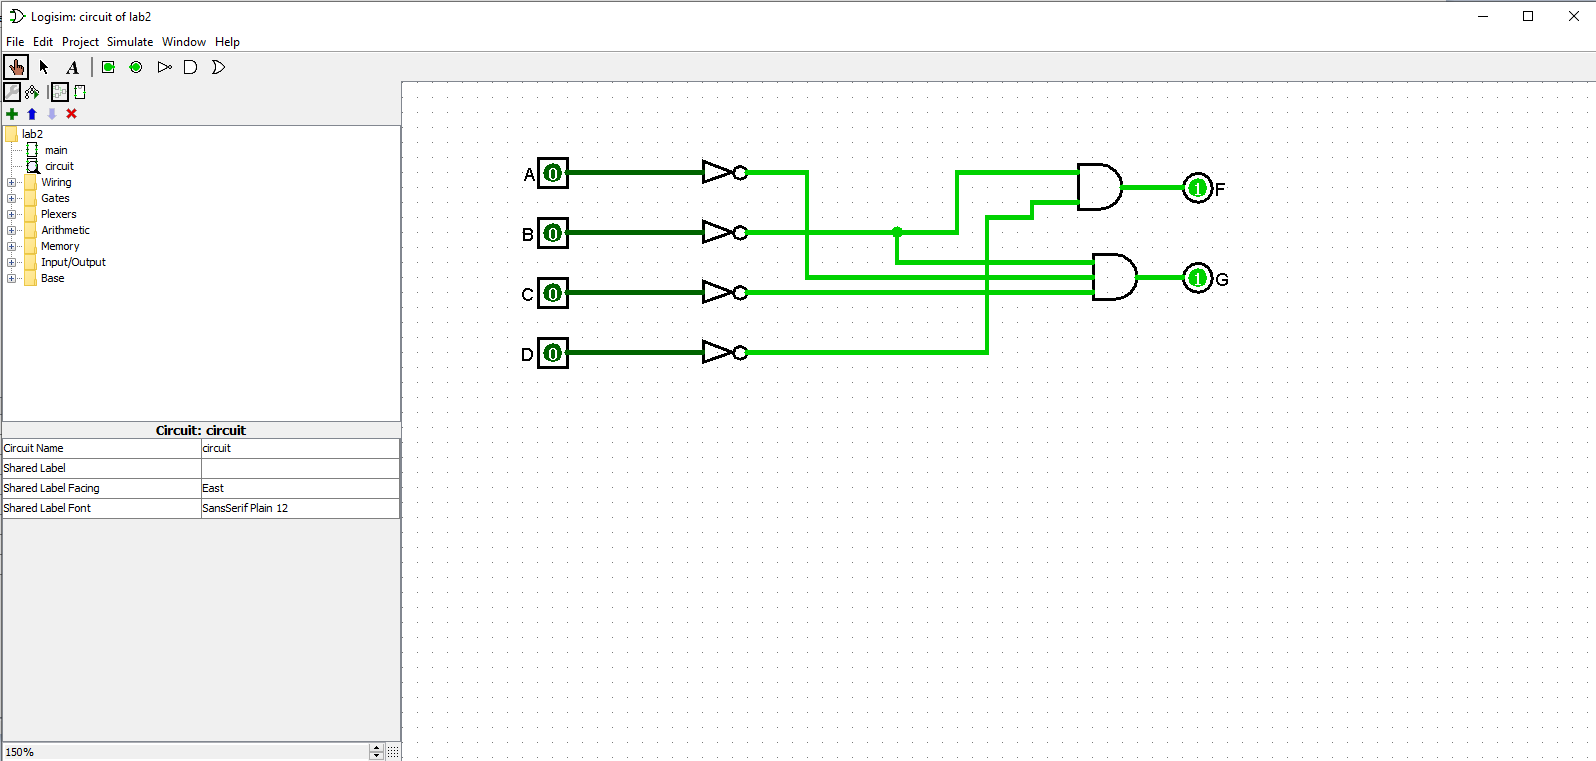 Logisim: circuit of lab2
File Edit Project Simulate Window Help
A
lab2
main
circuit
Wiring
Gates
Plexers
Arithmetic
Memory
Input/Output
Base
Circuit: circuit
Circuit Name circuit
Shared Label
Shared Label Facing East
Shared Label Font SansSerif Plain 12
150%
A 0
1 F
B 0
1 G
C 0
D 0